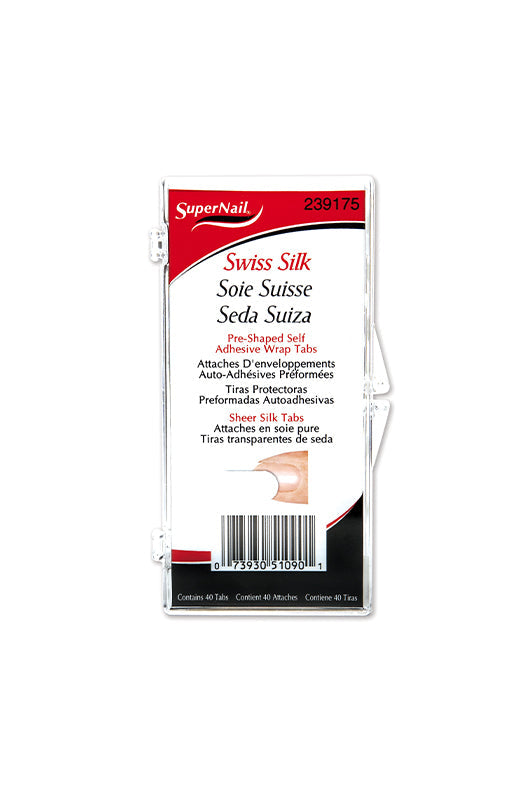 SuperNail®
239175
Swiss Silk
Soie Suisse
Seda Suiza
Pre-Shaped Self
Adhesive Wrap Tabs
Attaches D'enveloppements
Auto-Adhésives Préformées
Tiras Protectoras
Preformadas Autoadhesivas
Sheer Silk Tabs
Attaches en soie pure
Tiras transparentes de seda
0 73930 51090 1
Contains 40 Tabs Contient 40 Attaches Contiene 40 Tiras